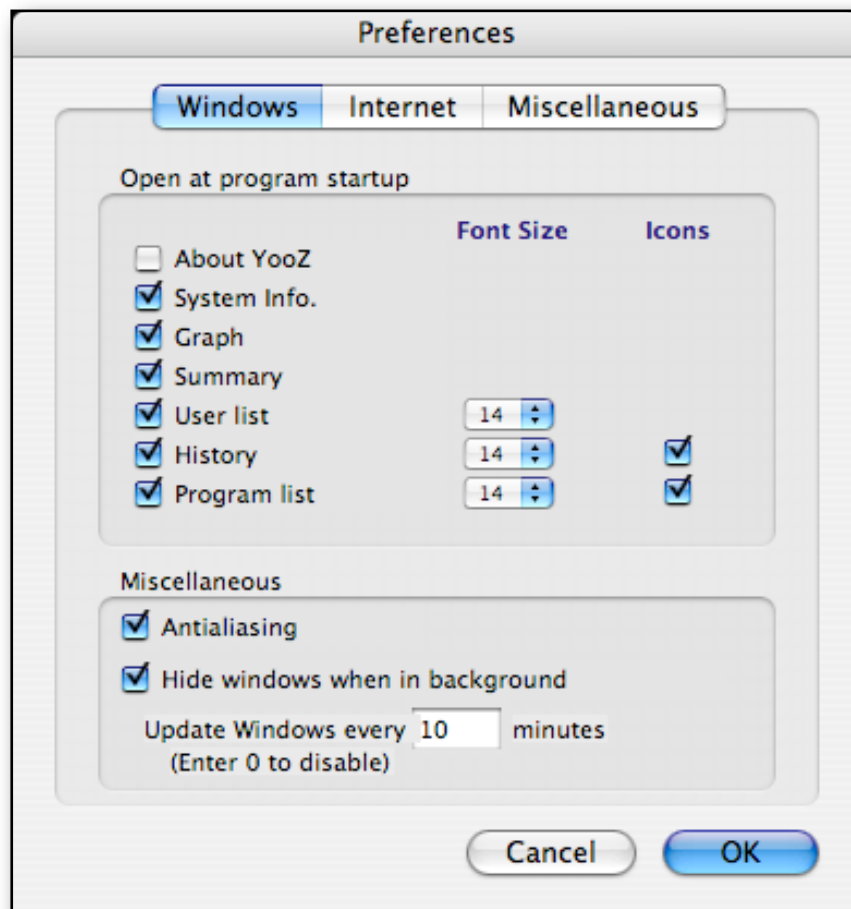 Preferences
Windows Internet Miscellaneous
Open at program startup
Font Size Icons
About YooZ
System Info.
Graph
Summary
User list 14
History 14
Program list 14
Miscellaneous
Antialiasing
Hide windows when in background
Update Windows every 10 minutes
(Enter 0 to disable)
Cancel OK